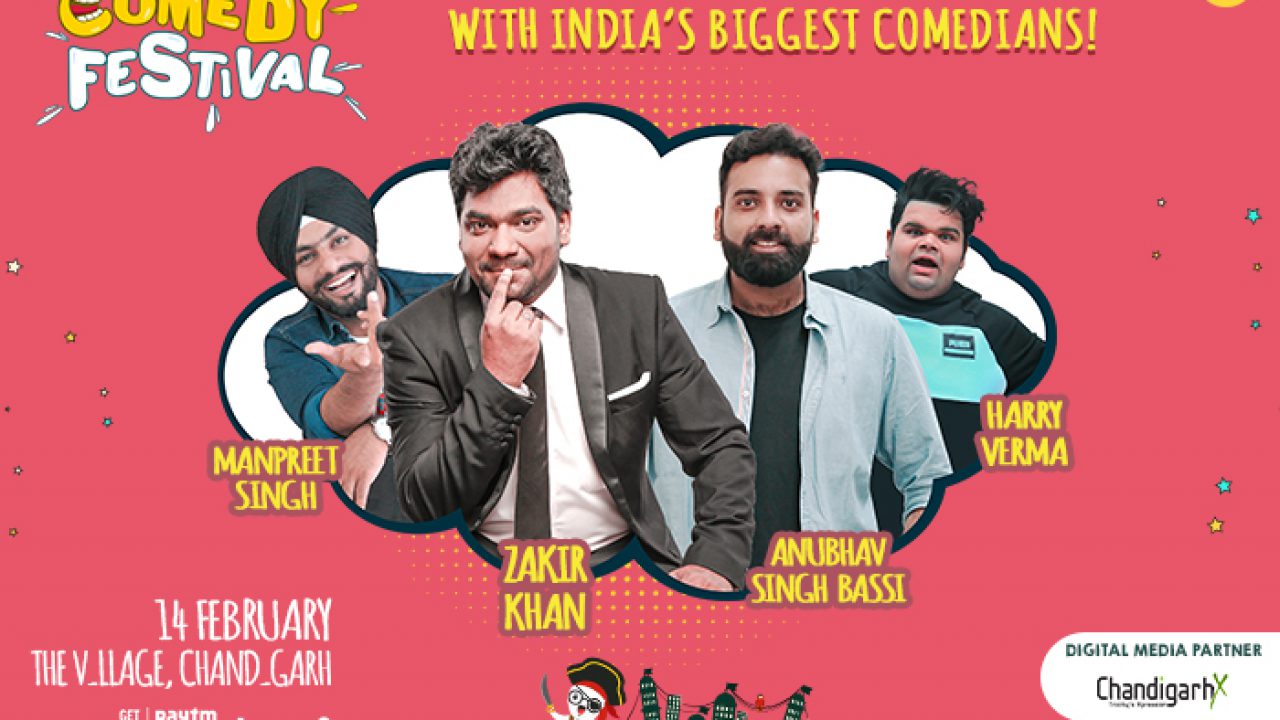 COMEDY
FESTIVAL
WITH INDIA'S BIGGEST COMEDIANS!
PUBG
MANPREET
SINGH
ZAKIR
KHAN
ANUBHAV
SINGH BASSI
HARRY
VERMA
14 FEBRUARY
THE V_LLAGE, CHAND_GARH
GET
paytm
DIGITAL MEDIA PARTNER
ChandigarhX